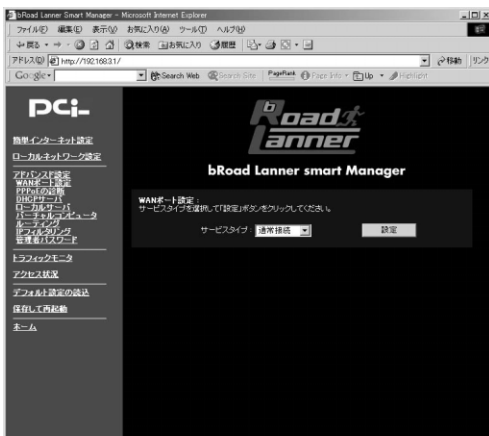 bRoad Lanner Smart Manager - Microsoft Internet Explorer
ファイル(F) 編集(E) 表示(V) お気に入り(A) ツール(T) ヘルプ(H)
戻る 検索 お気に入り 履歴
アドレス(D) http://192.168.3.1/ 移動 リンク
Google Search Web Search Site PageRank Page Info Up Highlight
PCi
bRoad
Lanner
bRoad Lanner smart Manager
簡単インターネット設定
ローカルネットワーク設定
アドバンスド設定
WANポート設定
PPPoEの診断
DHCPサーバ
ローカルサーバ
バーチャルコンピュータ
ルーティング
IPフィルタリング
管理者パスワード
トラフィックモニタ
アクセス状況
デフォルト設定の読込
保存して再起動
ホーム
WANポート設定:
サービスタイプを選択して「設定」ボタンをクリックしてください。
サービスタイプ: 通常接続 設定